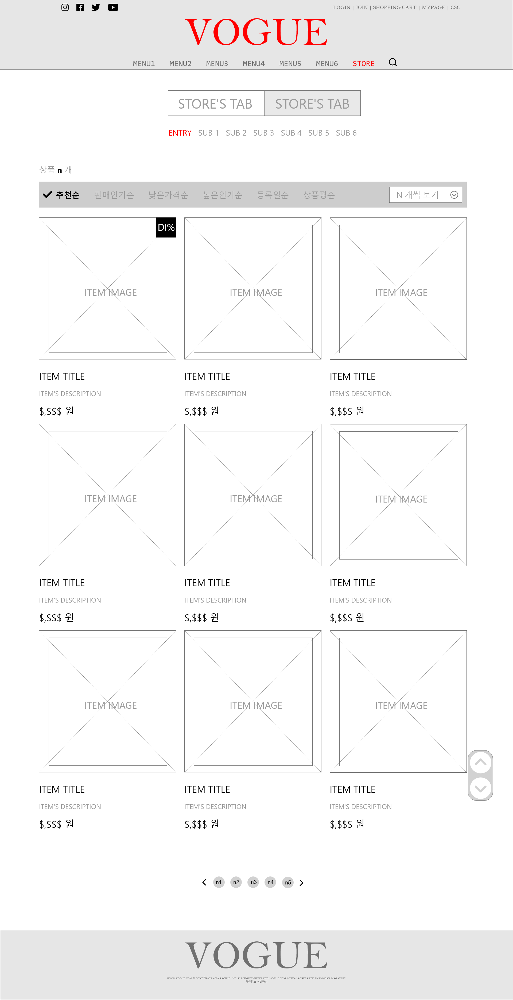 LOGIN | JOIN | SHOPPING CART | MYPAGE | CSC
VOGUE
MENU1 MENU2 MENU3 MENU4 MENU5 MENU6 STORE
STORE'S TAB STORE'S TAB
ENTRY SUB 1 SUB 2 SUB 3 SUB 4 SUB 5 SUB 6
상품 n 개
추천순 판매인기순 낮은가격순 높은인기순 등록일순 상품평순 N 개씩 보기
DI%
ITEM IMAGE ITEM IMAGE ITEM IMAGE
ITEM TITLE ITEM TITLE ITEM TITLE
ITEM'S DESCRIPTION ITEM'S DESCRIPTION ITEM'S DESCRIPTION
$,$$$ 원 $,$$$ 원 $,$$$ 원
ITEM IMAGE ITEM IMAGE ITEM IMAGE
ITEM TITLE ITEM TITLE ITEM TITLE
ITEM'S DESCRIPTION ITEM'S DESCRIPTION ITEM'S DESCRIPTION
$,$$$ 원 $,$$$ 원 $,$$$ 원
ITEM IMAGE ITEM IMAGE ITEM IMAGE
ITEM TITLE ITEM TITLE ITEM TITLE
ITEM'S DESCRIPTION ITEM'S DESCRIPTION ITEM'S DESCRIPTION
$,$$$ 원 $,$$$ 원 $,$$$ 원
n1 n2 n3 n4 n5
VOGUE
WWW.VOGUE.COM © CONDÉNAST ASIA PACIFIC. INC. ALL RIGHTS RESERVED. VOGUE.COM KOREA IS OPERATED BY DOOSAN MAGAZINE.
개인정보 처리방침